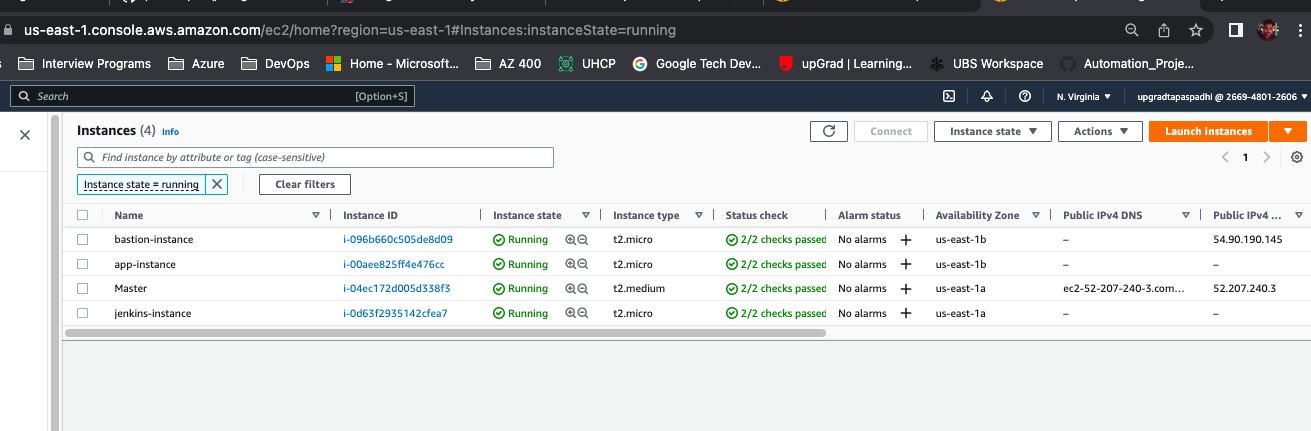 us-east-1.console.aws.amazon.com/ec2/home?region=us-east-1#Instances:instanceState=running
Interview Programs Azure DevOps Home - Microsoft... AZ 400 UHCP Google Tech Dev... upGrad | Learning... UBS Workspace Automation_Proje...
Search [Option+S] N. Virginia upgradtapaspadhi @ 2669-4801-2606
Instances (4) Info Connect Instance state Actions Launch instances
Find instance by attribute or tag (case-sensitive) 1
Instance state = running Clear filters
Name Instance ID Instance state Instance type Status check Alarm status Availability Zone Public IPv4 DNS Public IPv4 ...
bastion-instance i-096b660c505de8d09 Running t2.micro 2/2 checks passed No alarms + us-east-1b – 54.90.190.145
app-instance i-00aee825ff4e476cc Running t2.micro 2/2 checks passed No alarms + us-east-1b – –
Master i-04ec172d005d338f3 Running t2.medium 2/2 checks passed No alarms + us-east-1a ec2-52-207-240-3.com... 52.207.240.3
jenkins-instance i-0d63f2935142cfea7 Running t2.micro 2/2 checks passed No alarms + us-east-1a – –